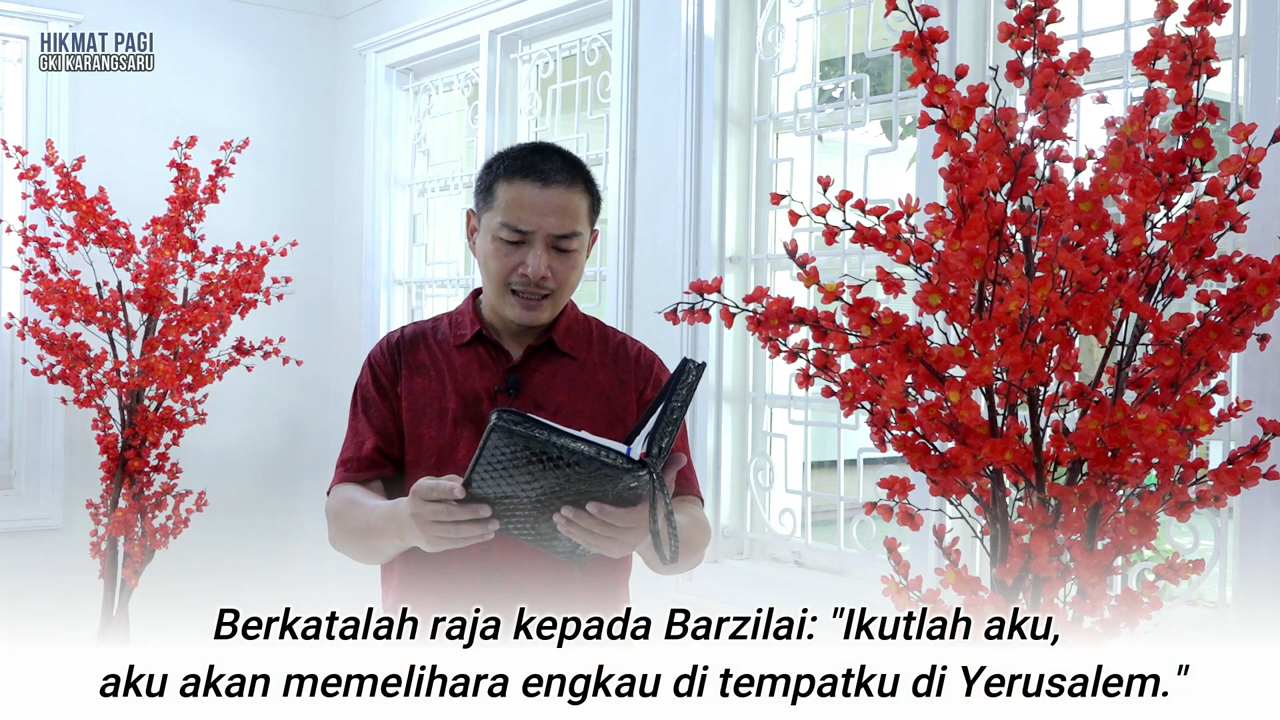 HIKMAT PAGI
GKI KARANGSARU
Berkatalah raja kepada Barzilai: "Ikutlah aku,
aku akan memelihara engkau di tempatku di Yerusalem."